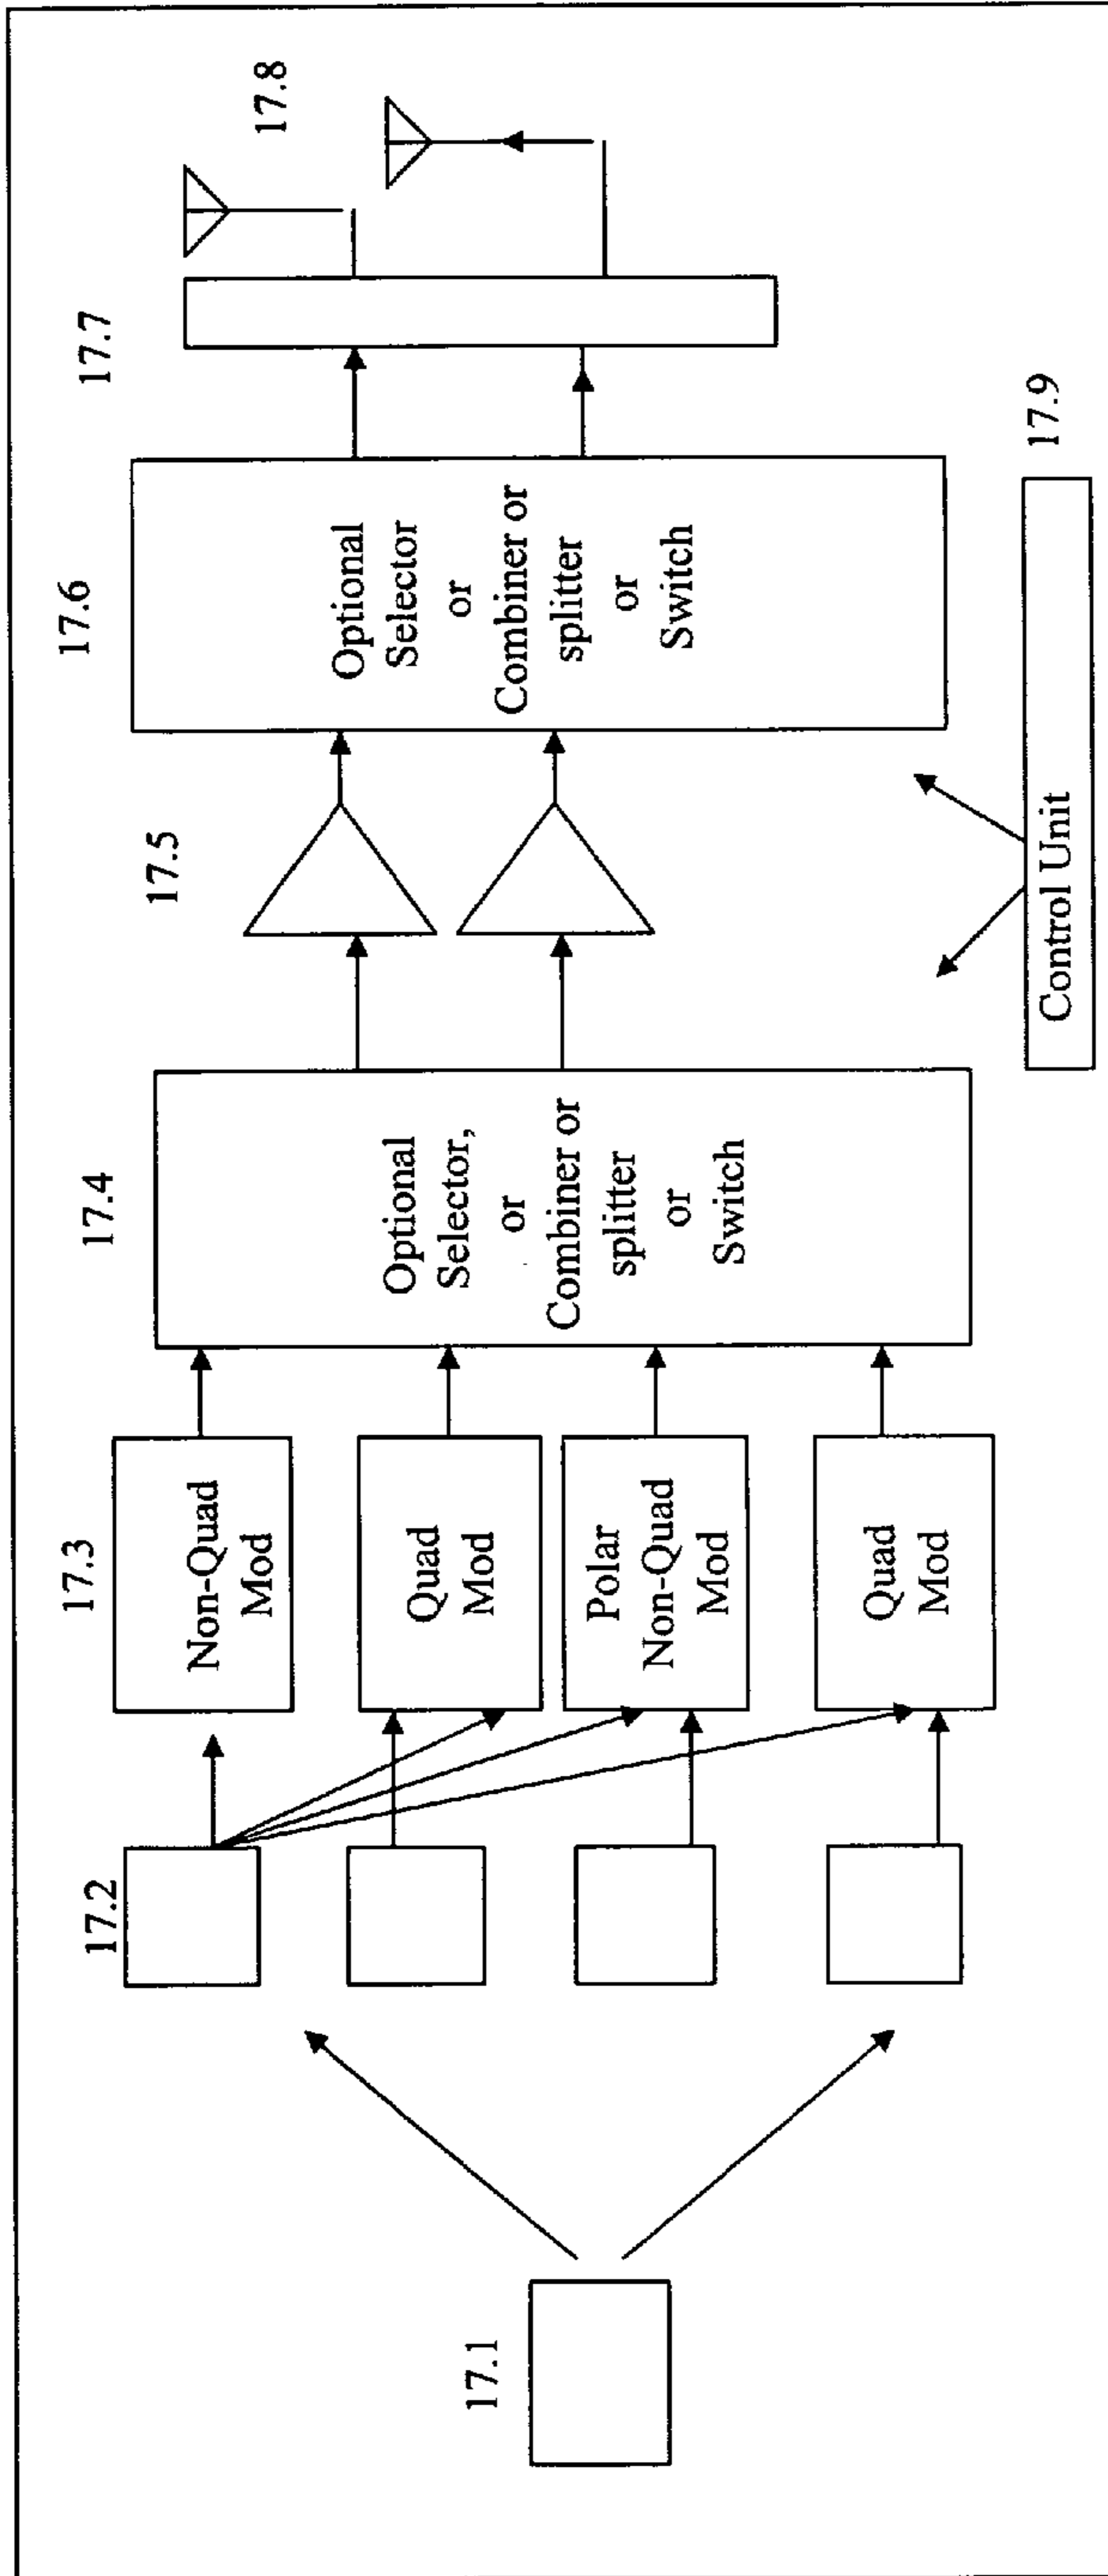 17.1
17.2
17.3
Non-Quad
Mod
Quad
Mod
Polar
Non-Quad
Mod
Quad
Mod
17.4
Optional
Selector,
or
Combiner or
splitter
or
Switch
17.5
17.6
Optional
Selector
or
Combiner or
splitter
or
Switch
17.7
17.8
Control Unit
17.9